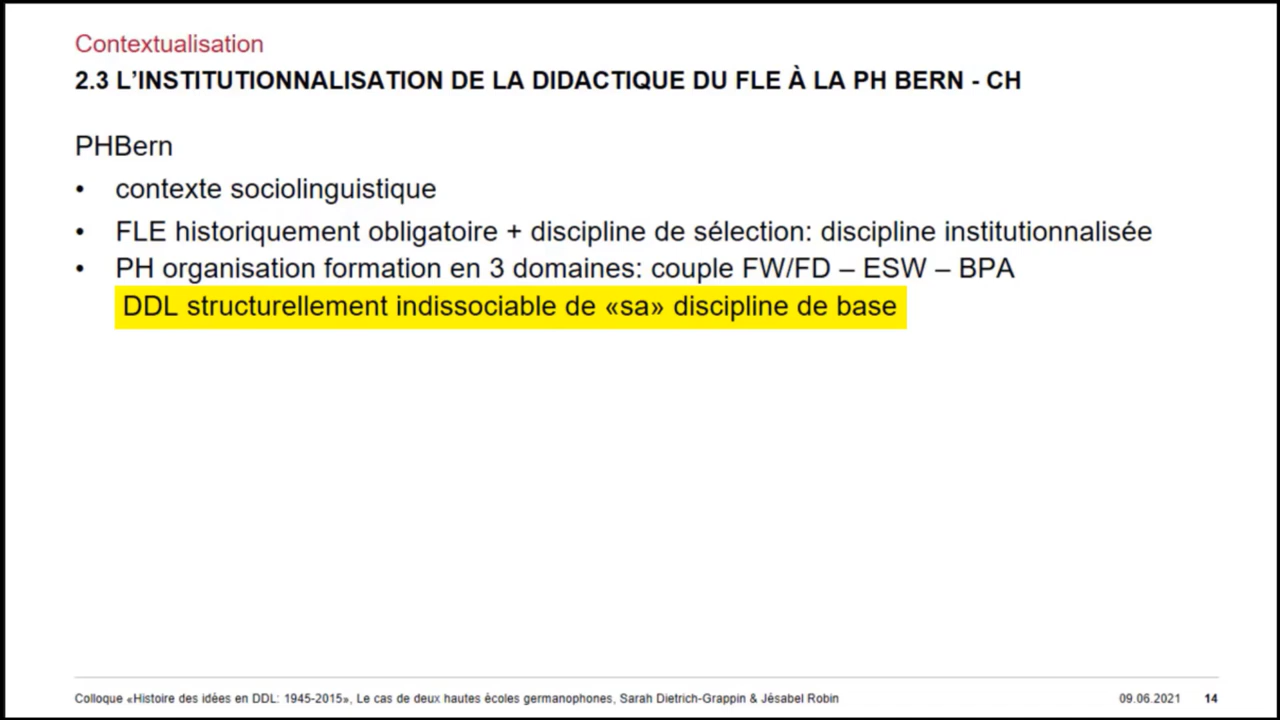 Contextualisation
2.3 L’INSTITUTIONNALISATION DE LA DIDACTIQUE DU FLE À LA PH BERN - CH
PHBern
• contexte sociolinguistique
• FLE historiquement obligatoire + discipline de sélection: discipline institutionnalisée
• PH organisation formation en 3 domaines: couple FW/FD – ESW – BPA
DDL structurellement indissociable de «sa» discipline de base
Colloque «Histoire des idées en DDL: 1945-2015», Le cas de deux hautes écoles germanophones, Sarah Dietrich-Grappin & Jésabel Robin 09.06.2021 14